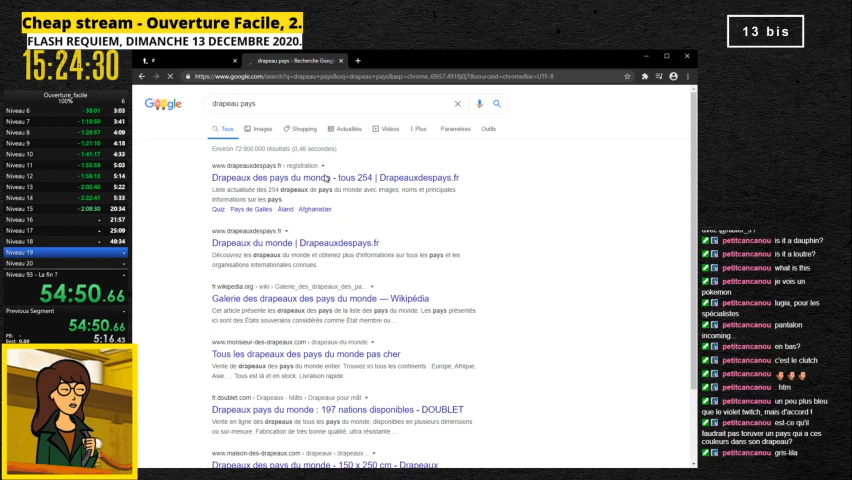 Cheap stream - Ouverture Facile, 2.
FLASH REQUIEM, DIMANCHE 13 DECEMBRE 2020.
15:24:30
13 bis
Ouverture_facile
100% 6
Niveau 6 -30:01 3:03
Niveau 7 -1:18:50 3:41
Niveau 8 -1:20:57 4:09
Niveau 9 -1:21:10 4:18
Niveau 10 -1:41:17 4:33
Niveau 11 -1:55:59 5:03
Niveau 12 -1:58:13 5:14
Niveau 13 -2:02:40 5:22
Niveau 14 -2:22:41 5:33
Niveau 15 -2:08:30 20:34
Niveau 16 - 21:57
Niveau 17 - 25:09
Niveau 18 - 49:34
Niveau 19 -
Niveau 20 -
Niveau 93 - La fin ? -
54:50.66
Previous Segment -
54:50.66
PB: -
Best: 0.00
5:16.43
drapeau pays - Recherche Google
https://www.google.com/search?q=drapeau+pays&oq=drapeau+pays&aqs=chrome..69i57.4918j0j7&sourceid=chrome&ie=UTF-8
Google
drapeau pays
Tous Images Shopping Actualités Vidéos Plus Paramètres Outils
Environ 72 900 000 résultats (0,46 secondes)
www.drapeauxdespays.fr › registration
Drapeaux des pays du monde - tous 254 | Drapeauxdespays.fr
Liste actualisée des 254 drapeaux de pays du monde avec images, noms et principales
informations sur les pays.
Quiz Pays de Galles Åland Afghanistan
www.drapeauxdespays.fr
Drapeaux du monde | Drapeauxdespays.fr
Découvrez les drapeaux du monde et obtenez plus d'informations sur tous les pays et les
organisations internationales connues.
fr.wikipedia.org › wiki › Galerie_des_drapeaux_des_pa...
Galerie des drapeaux des pays du monde — Wikipédia
Cet article présente les drapeaux des pays de la liste des pays du monde. Les pays présentés
ici sont des États souverains considérés comme État membre ou ...
www.monsieur-des-drapeaux.com › drapeaux-du-monde
Tous les drapeaux des pays du monde pas cher
Vente de drapeaux des pays du monde entier. Trouvez ici tous les continents : Europe, Afrique,
Asie, ... Tous est là et en stock. Livraison rapide.
fr.doublet.com › Drapeaux - Mâts › Drapeaux pour mât
Drapeaux pays du monde : 197 nations disponibles - DOUBLET
Vente en ligne des drapeaux de tous les pays du monde, disponibles en plusieurs dimensions
ou sur-mesure. Fabrication de très bonne qualité, ultra résistante ...
www.maison-des-drapeaux.com › drapeaux › drapeaux...
Drapeaux des pays du monde - 150 x 250 cm - Drapeaux
petitcancanou is it a dauphin?
petitcancanou is it a loutre?
petitcancanou what is this
petitcancanou je vois un
pokemon
petitcancanou lugia, pour les
spécialistes
petitcancanou pantalon
incoming...
petitcancanou en bas?
petitcancanou c'est le clutch
petitcancanou
petitcancanou . htm
petitcancanou un peu plus bleu
que le violet twitch, mais d'accord !
petitcancanou est-ce qu'il
faudrait pas foruver un pays qui a ces
couleurs dans son drapeau?
petitcancanou gris-lila